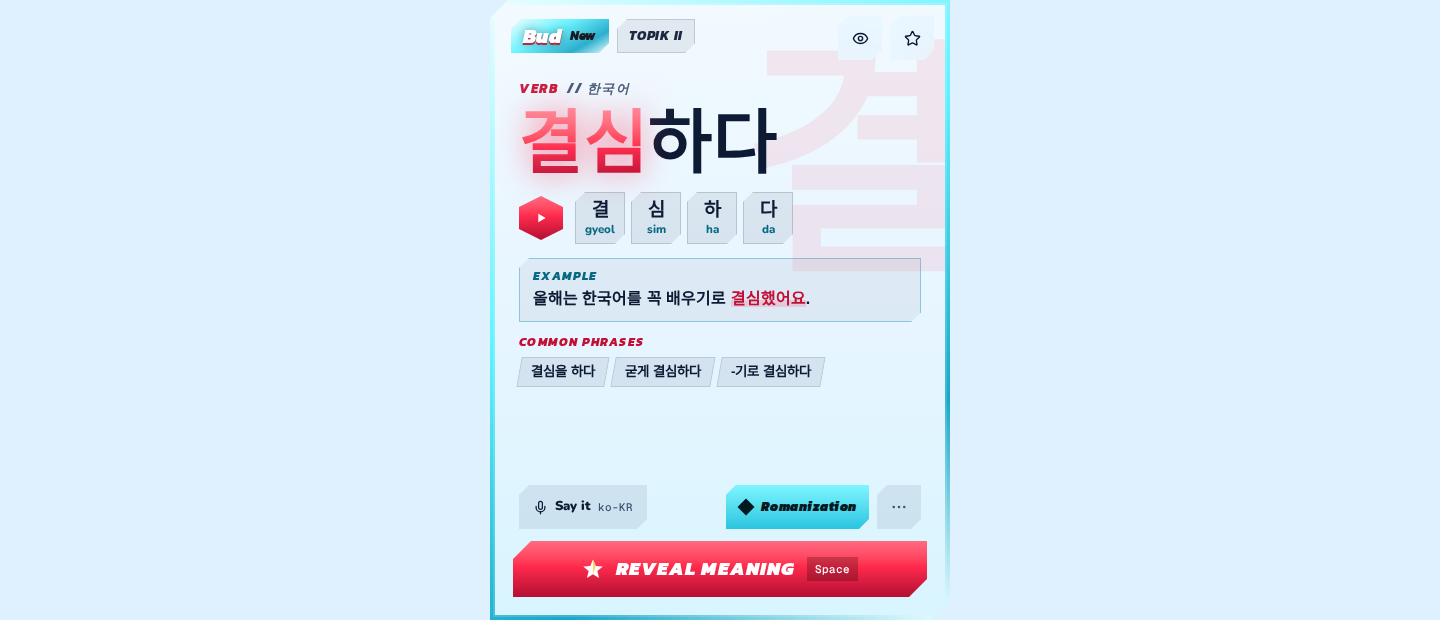 Bud New TOPIK II
VERB // 한국어
결심하다
결 심 하 다
gyeol sim ha da
EXAMPLE
올해는 한국어를 꼭 배우기로 결심했어요.
COMMON PHRASES
결심을 하다 굳게 결심하다 -기로 결심하다
Say it ko-KR Romanization ...
REVEAL MEANING Space
결